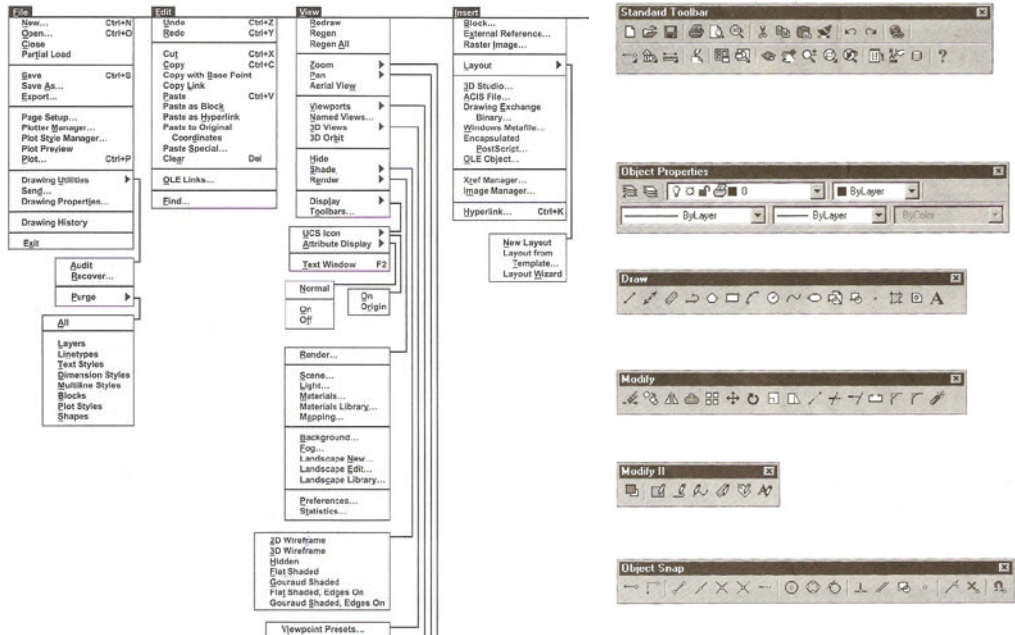 File
New... Ctrl+N
Open... Ctrl+O
Close
Partial Load
Save Ctrl+S
Save As...
Export...
Page Setup...
Plotter Manager...
Plot Style Manager...
Plot Preview
Plot... Ctrl+P
Drawing Utilities
Send...
Drawing Properties...
Drawing History
Exit
Audit
Recover...
Purge
All
Layers
Linetypes
Text Styles
Dimension Styles
Multiline Styles
Blocks
Plot Styles
Shapes
Edit
Undo Ctrl+Z
Redo Ctrl+Y
Cut Ctrl+X
Copy Ctrl+C
Copy with Base Point
Copy Link
Paste Ctrl+V
Paste as Block
Paste as Hyperlink
Paste to Original
Coordinates
Paste Special...
Clear Del
OLE Links...
Find...
View
Redraw
Regen
Regen All
Zoom
Pan
Aerial View
Viewports
Named Views...
3D Views
3D Orbit
Hide
Shade
Render
Display
Toolbars...
UCS Icon
Attribute Display
Text Window F2
Normal
On
Off
On
Origin
Render...
Scene...
Light...
Materials...
Materials Library...
Mapping...
Background...
Fog...
Landscape New...
Landscape Edit...
Landscape Library...
Preferences...
Statistics...
2D Wireframe
3D Wireframe
Hidden
Flat Shaded
Gouraud Shaded
Flat Shaded, Edges On
Gouraud Shaded, Edges On
Viewpoint Presets...
Insert
Block...
External Reference...
Raster Image...
Layout
3D Studio...
ACIS File...
Drawing Exchange
Binary...
Windows Metafile...
Encapsulated
PostScript...
OLE Object...
Xref Manager...
Image Manager...
Hyperlink... Ctrl+K
New Layout
Layout from
Template...
Layout Wizard
Standard Toolbar
Object Properties
0 ByLayer
ByLayer ByLayer ByColor
Draw
A
Modify
Modify II
Object Snap